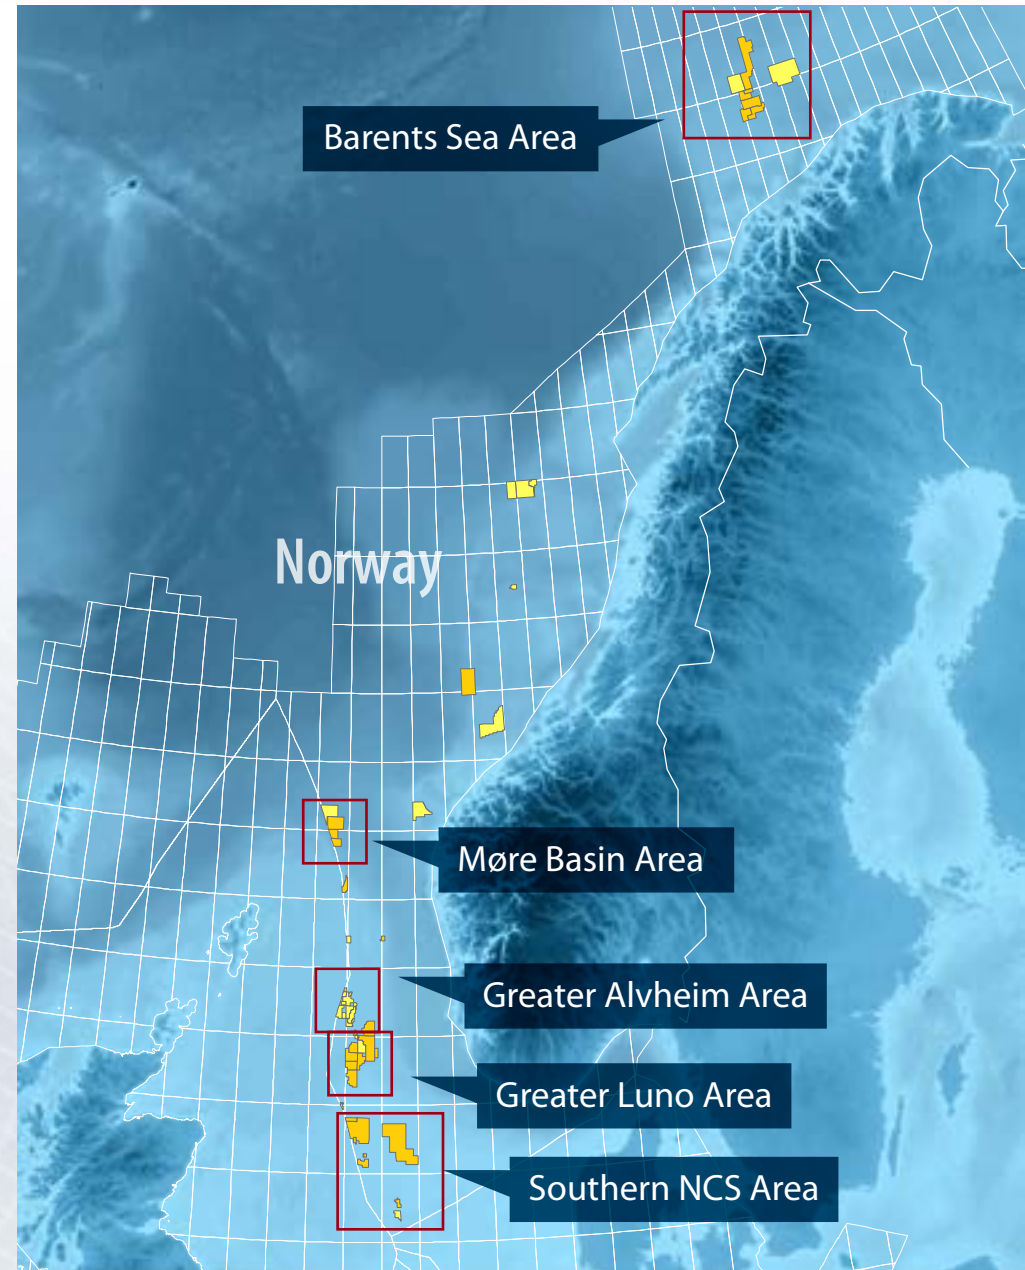 Barents Sea Area
Norway
Møre Basin Area
Greater Alvheim Area
Greater Luno Area
Southern NCS Area